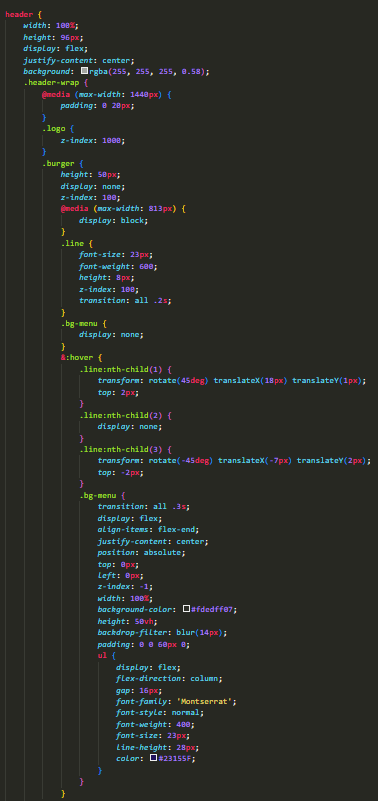 header {
width: 100%;
height: 96px;
display: flex;
justify-content: center;
background: rgba(255, 255, 255, 0.58);
.header-wrap {
@media (max-width: 1440px) {
padding: 0 20px;
}
.logo {
z-index: 1000;
}
.burger {
height: 50px;
display: none;
z-index: 100;
@media (max-width: 813px) {
display: block;
}
.line {
font-size: 23px;
font-weight: 600;
height: 8px;
z-index: 100;
transition: all .2s;
}
.bg-menu {
display: none;
}
&:hover {
.line:nth-child(1) {
transform: rotate(45deg) translateX(18px) translateY(1px);
top: 2px;
}
.line:nth-child(2) {
display: none;
}
.line:nth-child(3) {
transform: rotate(-45deg) translateX(-7px) translateY(2px);
top: -2px;
}
.bg-menu {
transition: all .3s;
display: flex;
align-items: flex-end;
justify-content: center;
position: absolute;
top: 0px;
left: 0px;
z-index: -1;
width: 100%;
background-color: #fdedff07;
height: 50vh;
backdrop-filter: blur(14px);
padding: 0 0 60px 0;
ul {
display: flex;
flex-direction: column;
gap: 16px;
font-family: 'Montserrat';
font-style: normal;
font-weight: 400;
font-size: 23px;
line-height: 28px;
color: #23155F;
}
}
}